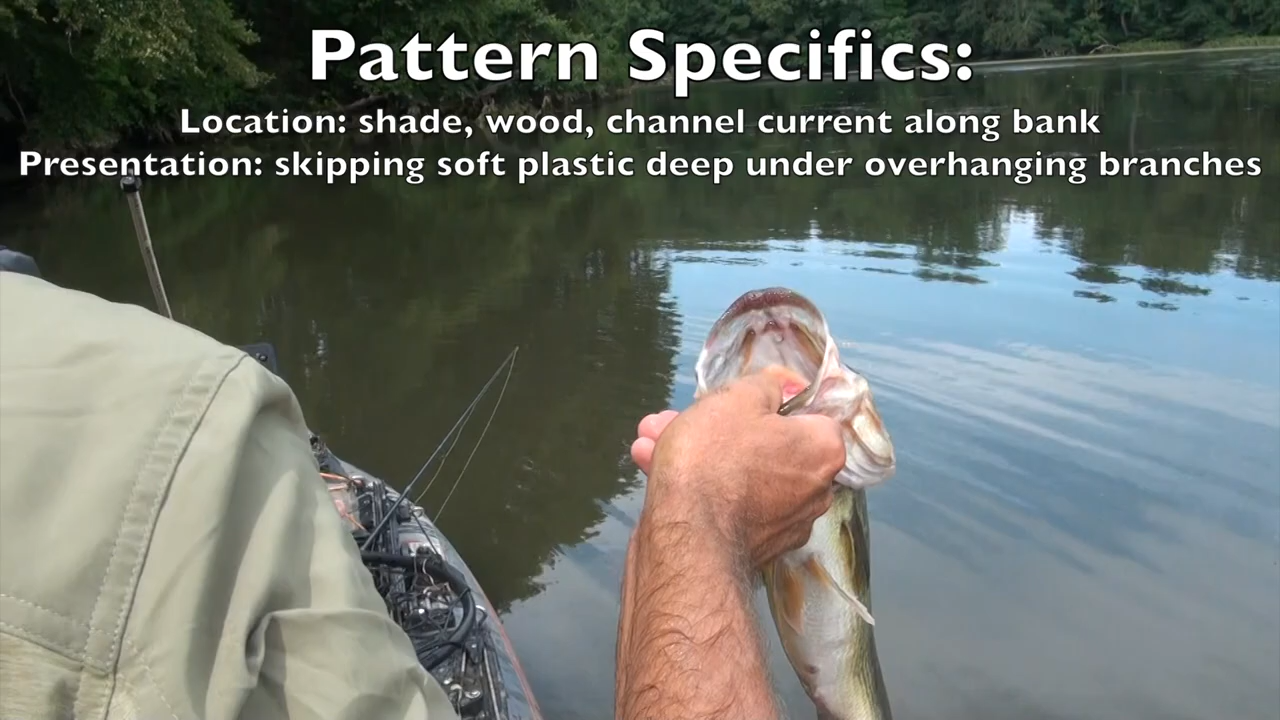 Pattern Specifics:
Location: shade, wood, channel current along bank
Presentation: skipping soft plastic deep under overhanging branches